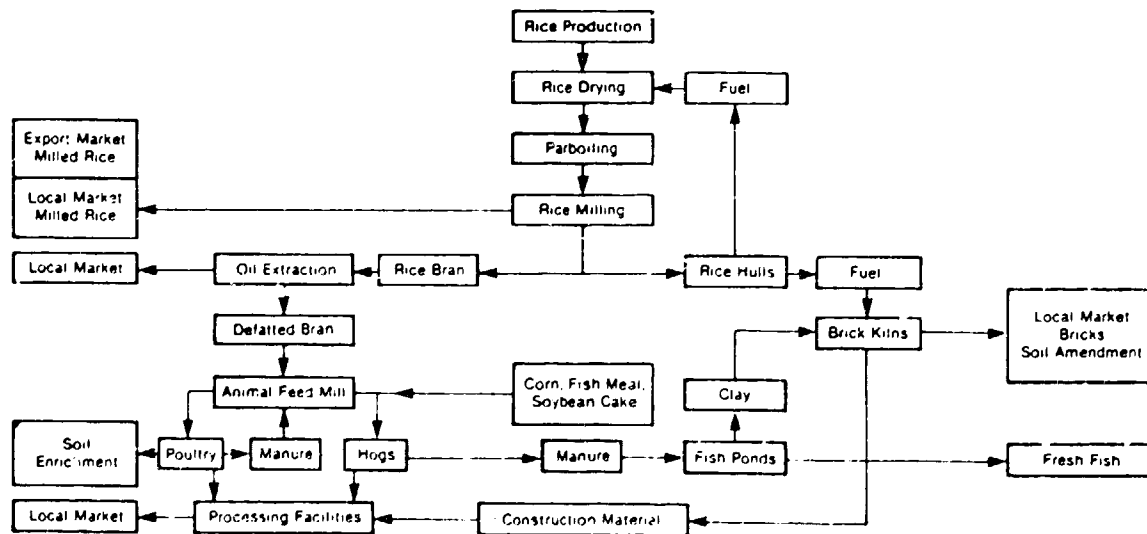 Rice Production
Rice Drying
Fuel
Export Market
Milled Rice
Parboiling
Local Market
Milled Rice
Rice Milling
Local Market
Oil Extraction
Rice Bran
Rice Hulls
Fuel
Defatted Bran
Brick Kilns
Local Market
Bricks
Soil Amendment
Animal Feed Mill
Corn, Fish Meal,
Soybean Cake
Clay
Soil
Enrichment
Poultry
Manure
Hogs
Manure
Fish Ponds
Fresh Fish
Local Market
Processing Facilities
Construction Material